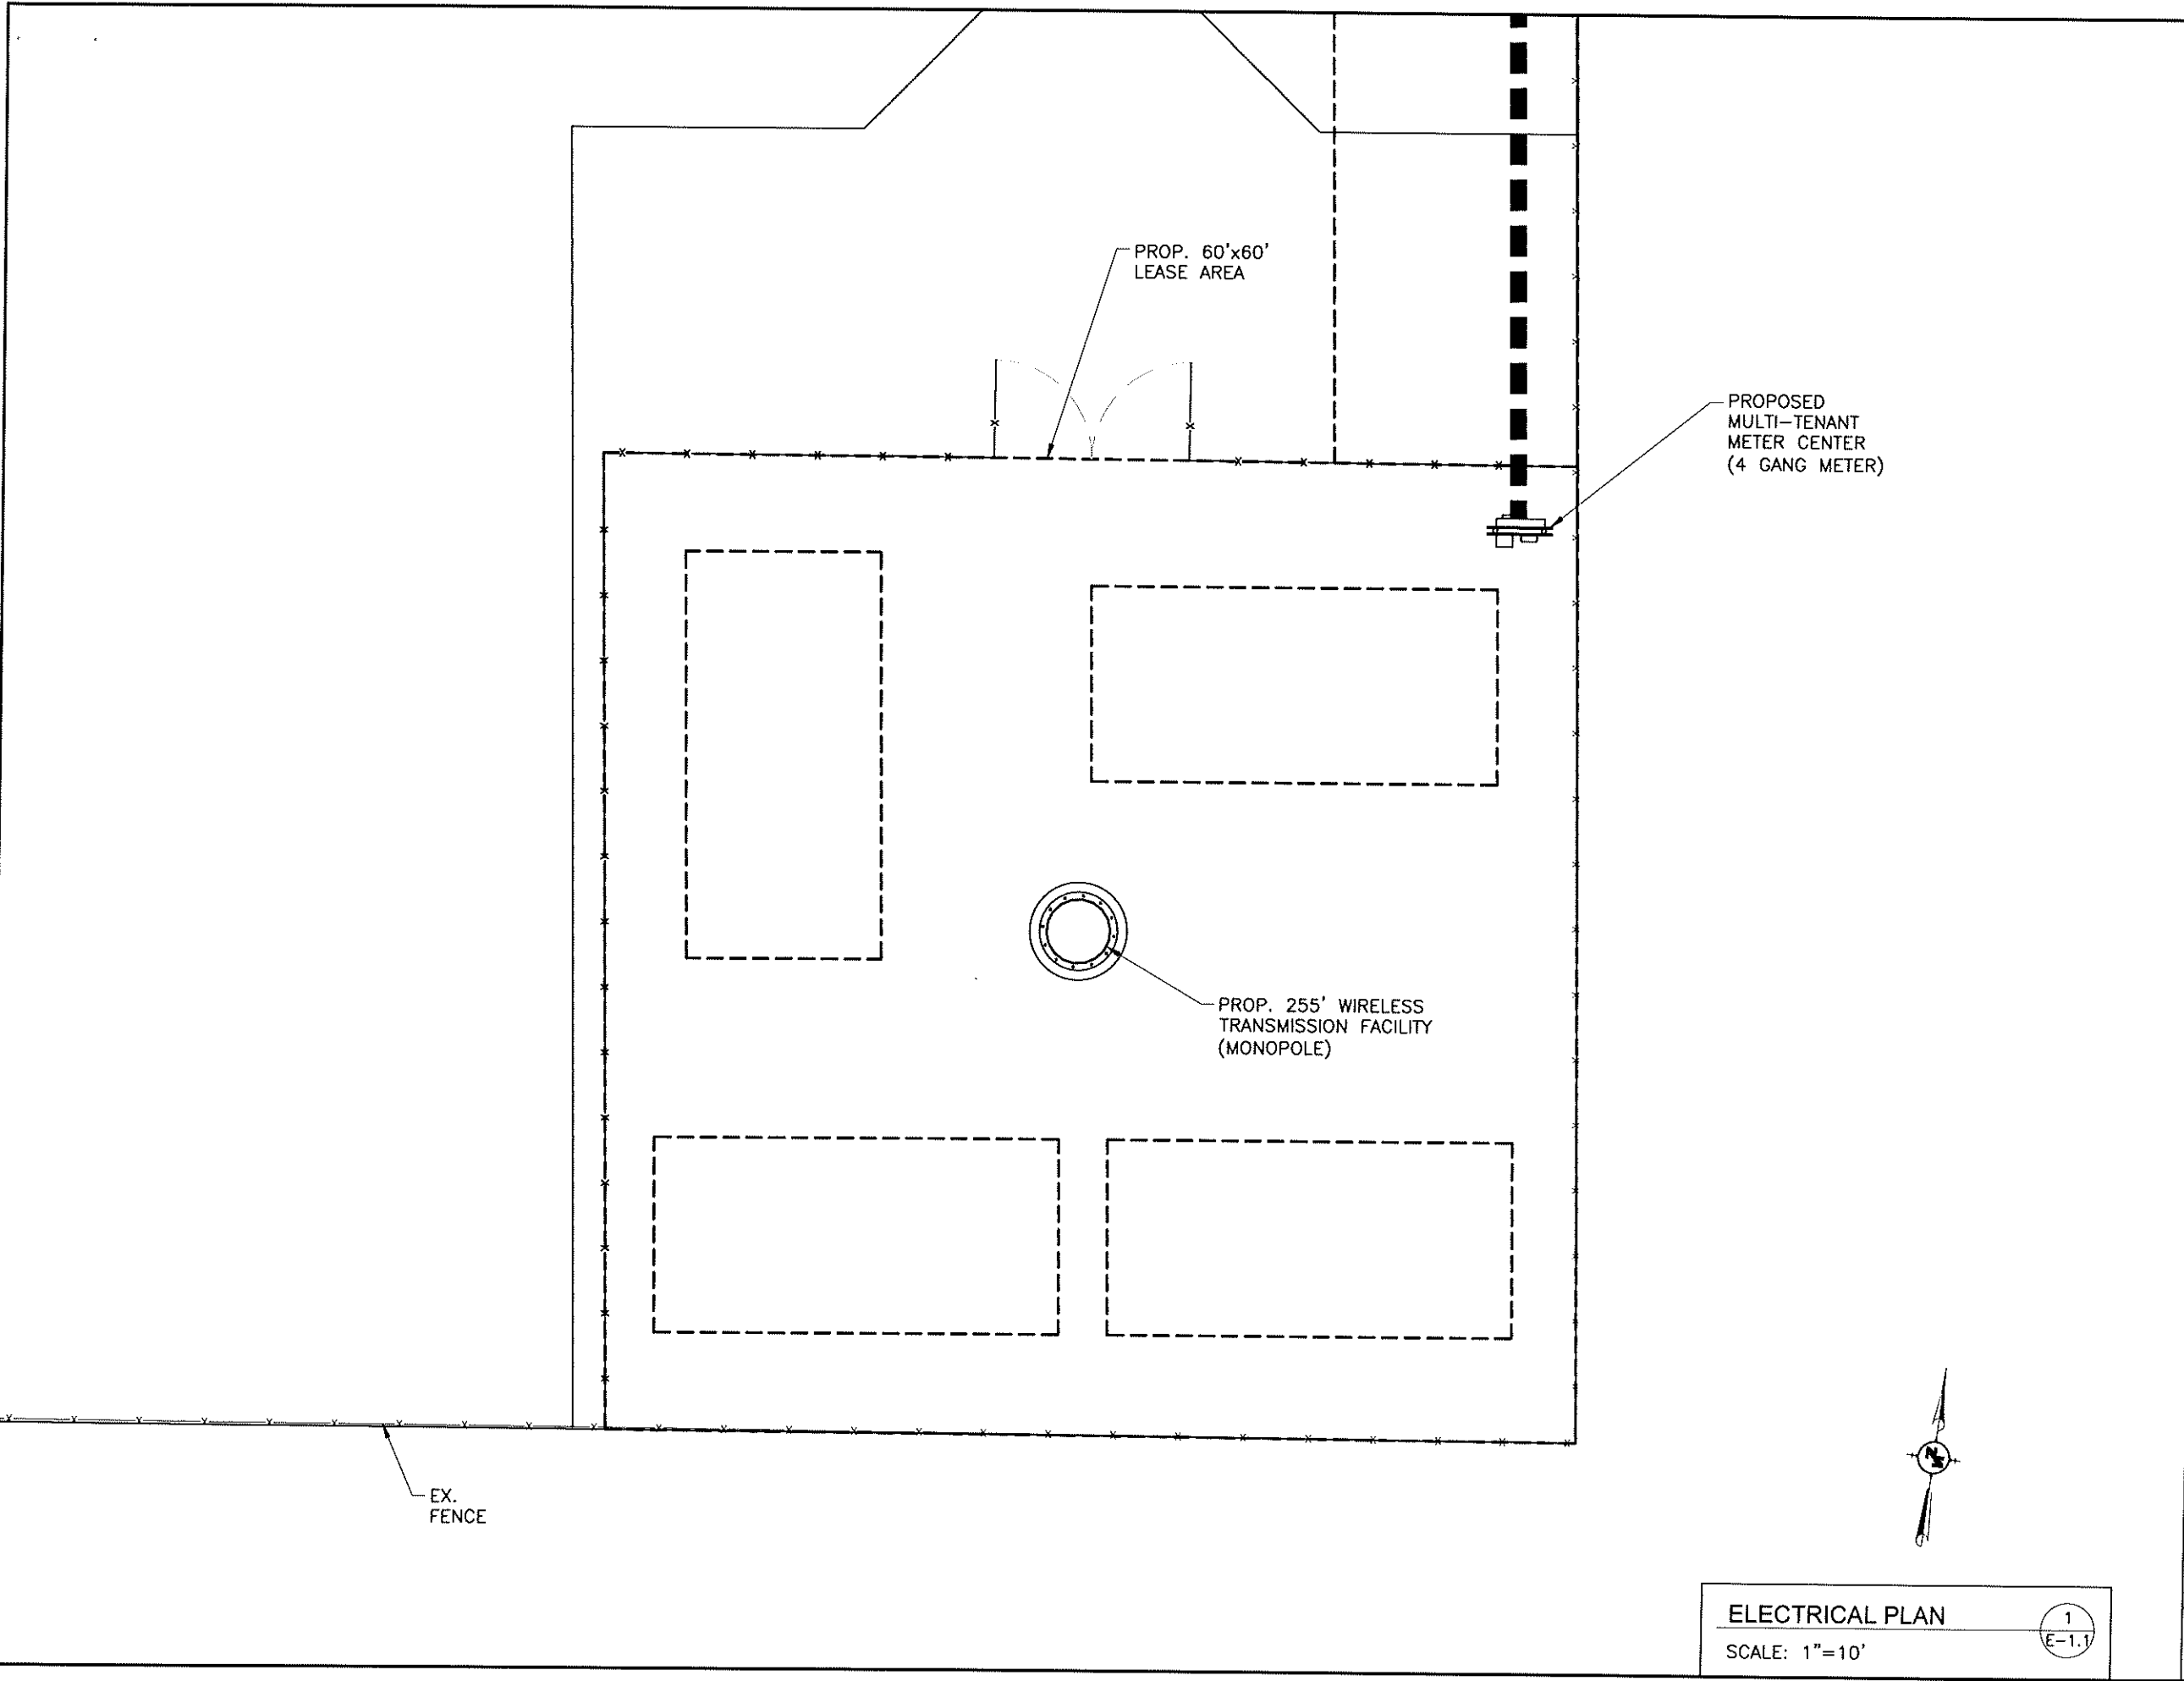 PROP. 60'x60'
LEASE AREA
PROPOSED
MULTI-TENANT
METER CENTER
(4 GANG METER)
PROP. 255' WIRELESS
TRANSMISSION FACILITY
(MONOPOLE)
EX.
FENCE
N
ELECTRICAL PLAN
1
E-1.1
SCALE: 1"=10'